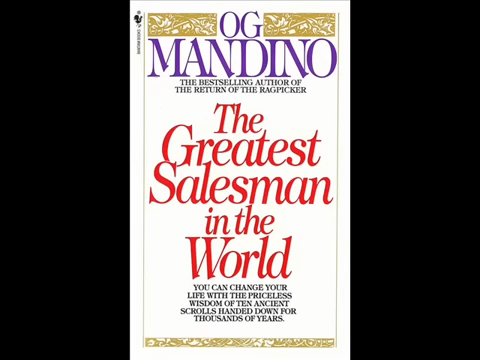 OG
MANDINO
THE BESTSELLING AUTHOR OF
THE RETURN OF THE RAGPICKER
The
Greatest
Salesman
in the
World
YOU CAN CHANGE YOUR
LIFE WITH THE PRICELESS
WISDOM OF TEN ANCIENT
SCROLLS HANDED DOWN FOR
THOUSANDS OF YEARS.